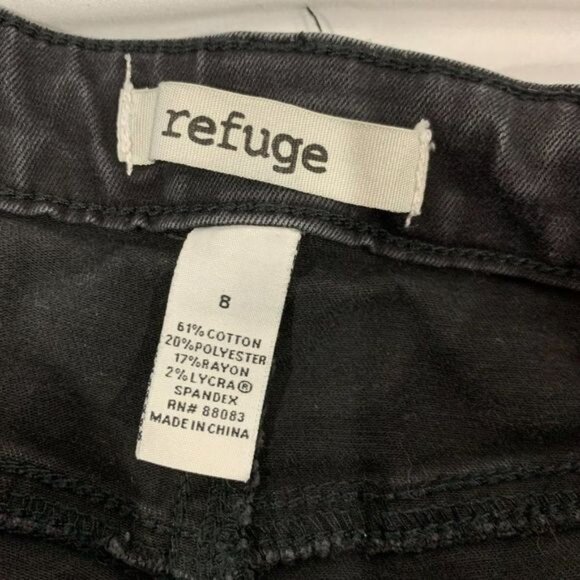 refuge
8
61% COTTON
20% POLYESTER
17% RAYON
2% LYCRA®
SPANDEX
RN# 88083
MADE IN CHINA